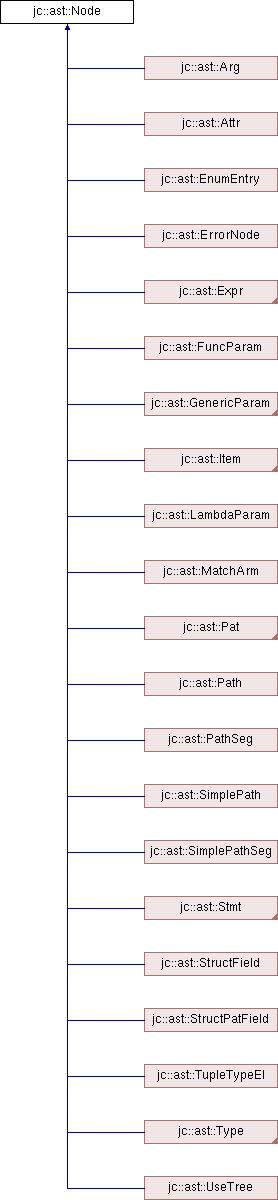 jc::ast::Node
jc::ast::Arg
jc::ast::Attr
jc::ast::EnumEntry
jc::ast::ErrorNode
jc::ast::Expr
jc::ast::FuncParam
jc::ast::GenericParam
jc::ast::Item
jc::ast::LambdaParam
jc::ast::MatchArm
jc::ast::Pat
jc::ast::Path
jc::ast::PathSeg
jc::ast::SimplePath
jc::ast::SimplePathSeg
jc::ast::Stmt
jc::ast::StructField
jc::ast::StructPatField
jc::ast::TupleTypeEl
jc::ast::Type
jc::ast::UseTree